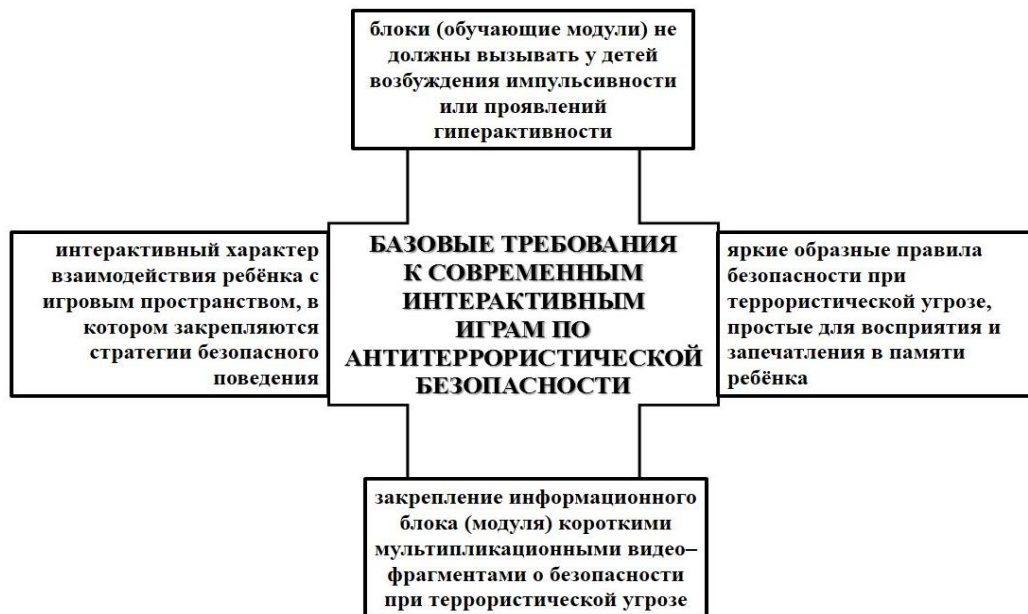 блоки (обучающие модули) не
должны вызывать у детей
возбуждения импульсивности
или проявлений
гиперактивности
интерактивный характер
взаимодействия ребёнка с
игровым пространством, в
котором закрепляются
стратегии безопасного
поведения
БАЗОВЫЕ ТРЕБОВАНИЯ
К СОВРЕМЕННЫМ
ИНТЕРАКТИВНЫМ
ИГРАМ ПО
АНТИТЕРРОРИСТИЧЕСКОЙ
БЕЗОПАСНОСТИ
яркие образные правила
безопасности при
террористической угрозе,
простые для восприятия и
запечатления в памяти
ребёнка
закрепление информационного
блока (модуля) короткими
мультипликационными видео–
фрагментами о безопасности
при террористической угрозе